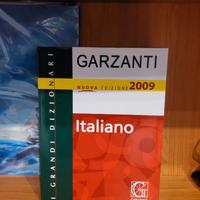 GARZANTI
NUOVA EDIZIONE 2009
Italiano
I GRANDI DIZIONARI